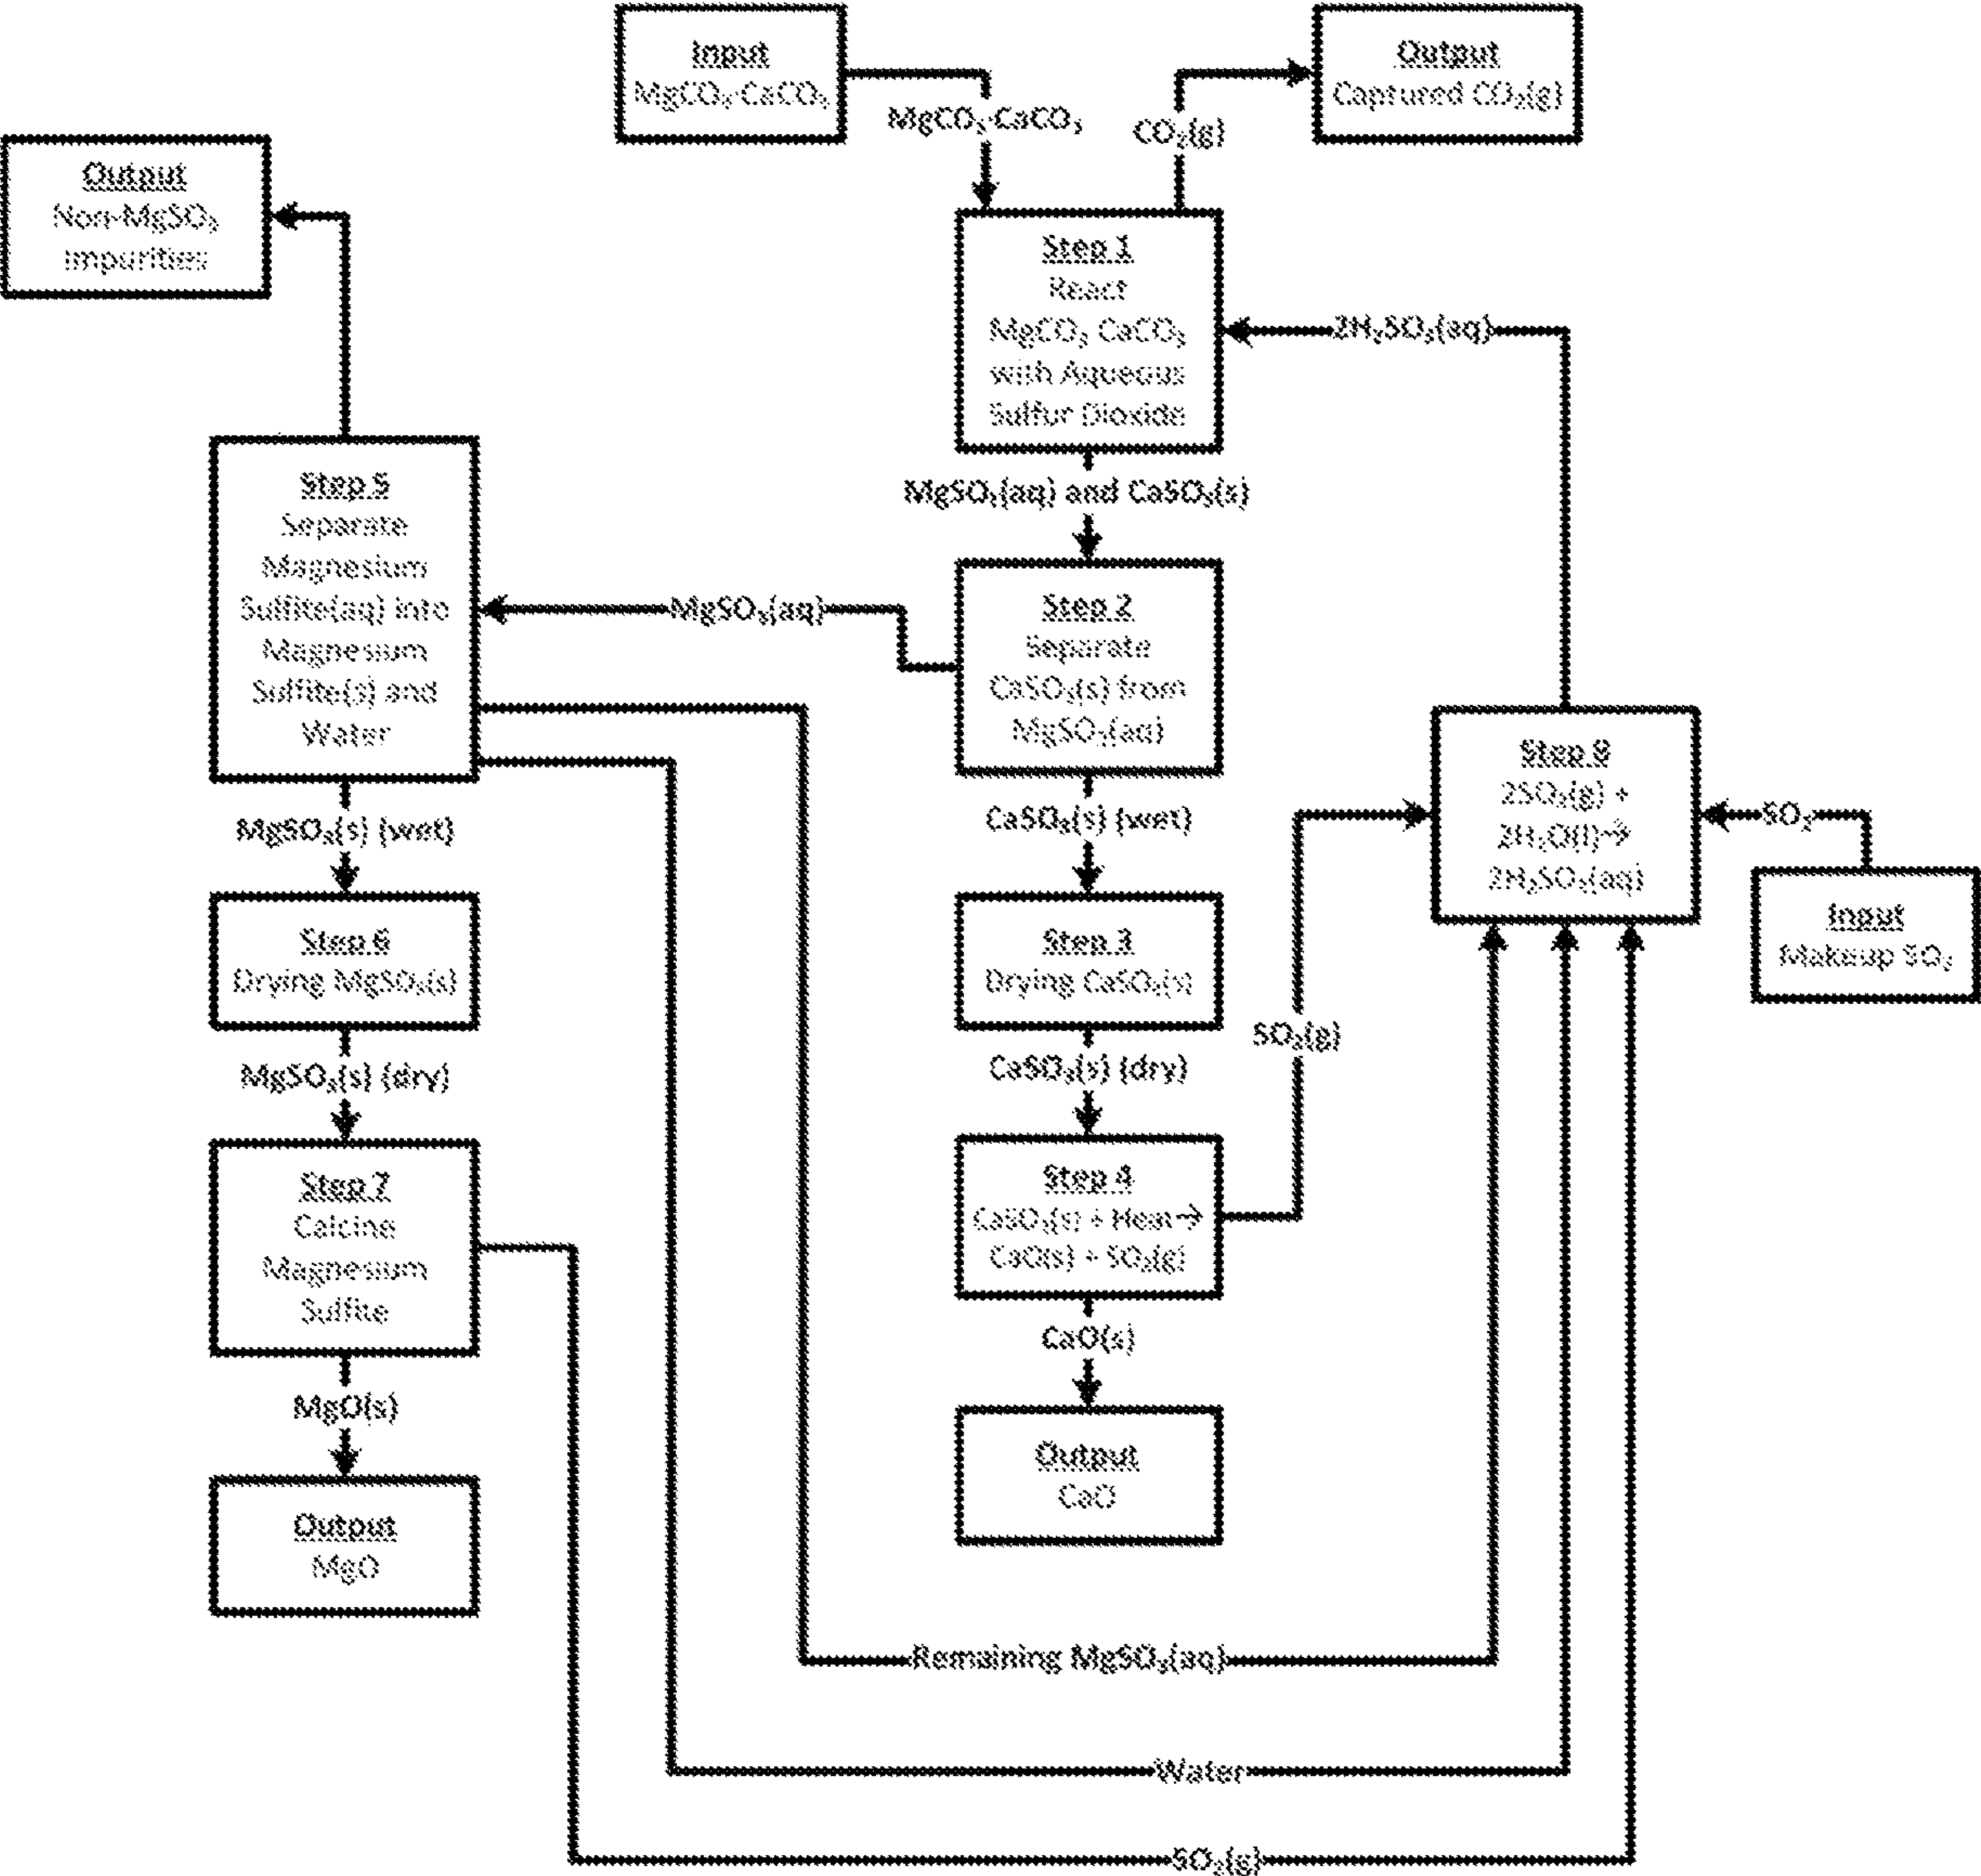 Input
MgCO₃·CaCO₃
MgCO₃·CaCO₃
Output
Captured CO₂(g)
CO₂(g)
Output
Non-MgSO₃
Impurities
Step 1
React
MgCO₃ CaCO₃
with Aqueous
Sulfur Dioxide
2H₂SO₃(aq)
MgSO₃(aq) and CaSO₃(s)
Step 2
Separate
CaSO₃(s) from
MgSO₃(aq)
MgSO₃(aq)
Step 5
Separate
Magnesium
Sulfite(aq) into
Magnesium
Sulfite(s) and
Water
MgSO₃(s) (wet)
Step 6
Drying MgSO₃(s)
MgSO₃(s) (dry)
Step 7
Calcine
Magnesium
Sulfite
MgO(s)
Output
MgO
CaSO₃(s) (wet)
Step 3
Drying CaSO₃(s)
CaSO₃(s) (dry)
Step 4
CaSO₃(s) + Heat→
CaO(s) + SO₂(g)
CaO(s)
Output
CaO
SO₂(g)
Step
2SO₂(g) +
2H₂O(l)→
2H₂SO₃(aq)
SO₂
Input
Makeup SO₂
Remaining MgSO₃(aq)
Water
SO₂(g)